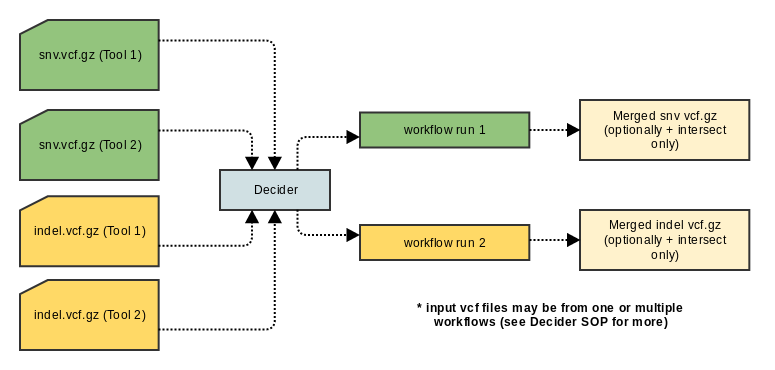 snv.vcf.gz (Tool 1)
snv.vcf.gz (Tool 2)
indel.vcf.gz (Tool 1)
indel.vcf.gz (Tool 2)
Decider
workflow run 1
workflow run 2
Merged snv vcf.gz
(optionally + intersect
only)
Merged indel vcf.gz
(optionally + intersect
only)
* input vcf files may be from one or multiple
workflows (see Decider SOP for more)